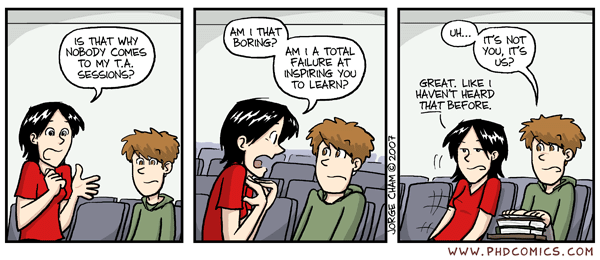 IS THAT WHY
NOBODY COMES
TO MY T.A.
SESSIONS?
AM I THAT
BORING?
AM I A TOTAL
FAILURE AT
INSPIRING YOU
TO LEARN?
JORGE CHAM © 2007
UH...
IT'S NOT
YOU, IT'S
US?
GREAT. LIKE I
HAVEN'T HEARD
THAT BEFORE.
WWW.PHDCOMICS.COM